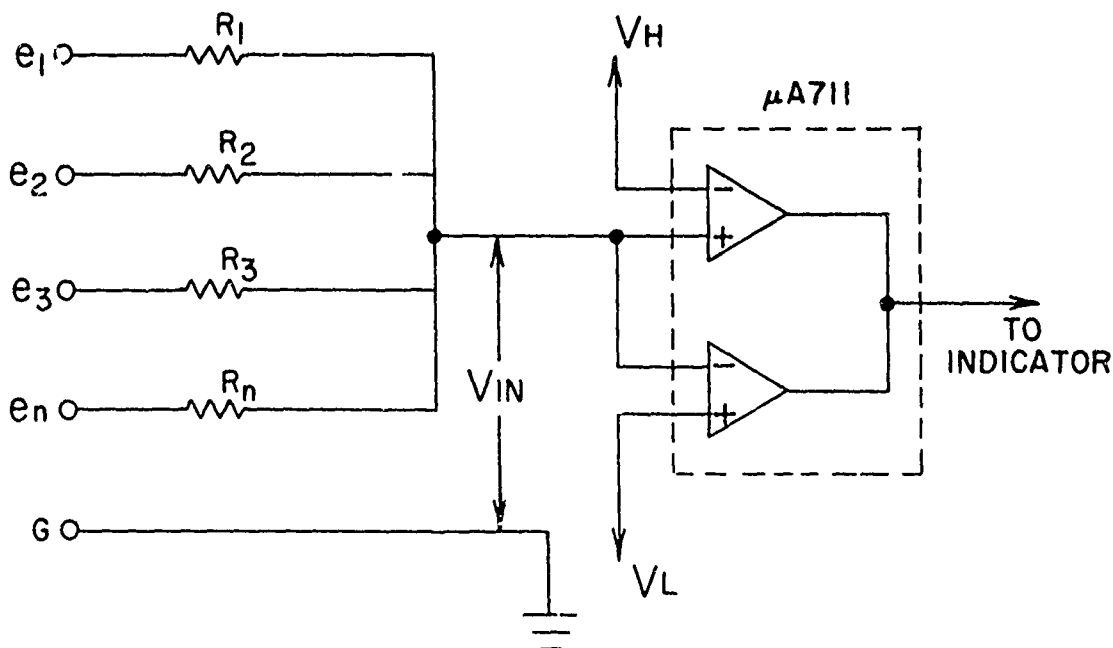 e1
R1
e2
R2
e3
R3
en
Rn
G
VIN
VH
VL
μA711
-
+
-
+
TO
INDICATOR